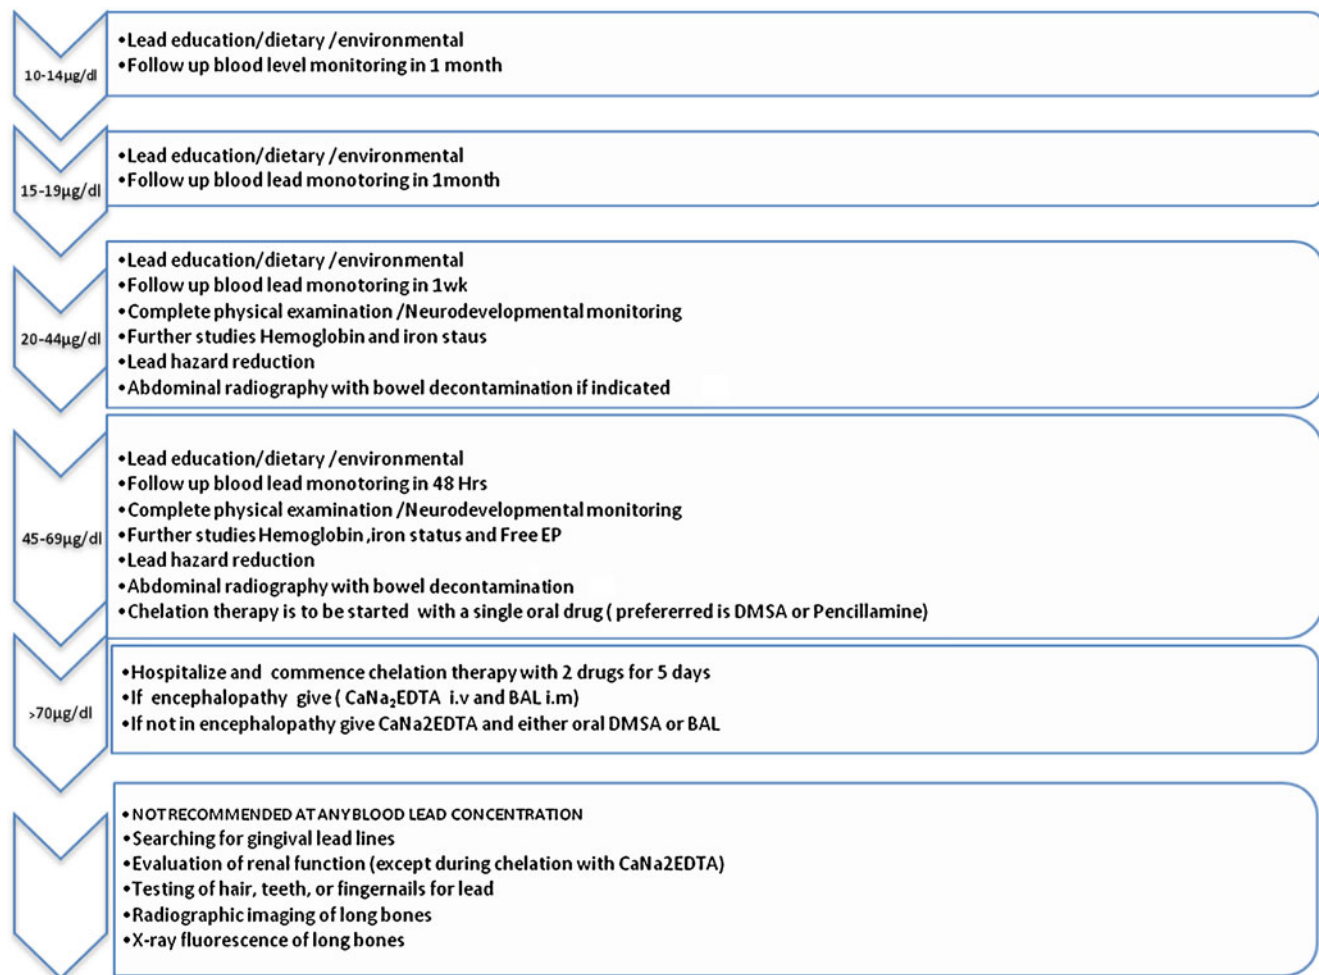 10-14µg/dl
•Lead education/dietary /environmental
•Follow up blood level monitoring in 1 month
15-19µg/dl
•Lead education/dietary /environmental
•Follow up blood lead monotoring in 1month
20-44µg/dl
•Lead education/dietary /environmental
•Follow up blood lead monotoring in 1wk
•Complete physical examination /Neurodevelopmental monitoring
•Further studies Hemoglobin and iron staus
•Lead hazard reduction
•Abdominal radiography with bowel decontamination if indicated
45-69µg/dl
•Lead education/dietary /environmental
•Follow up blood lead monotoring in 48 Hrs
•Complete physical examination /Neurodevelopmental monitoring
•Further studies Hemoglobin ,iron status and Free EP
•Lead hazard reduction
•Abdominal radiography with bowel decontamination
•Chelation therapy is to be started with a single oral drug ( prefererred is DMSA or Pencillamine)
>70µg/dl
•Hospitalize and commence chelation therapy with 2 drugs for 5 days
•If encephalopathy give ( CaNa₂EDTA i.v and BAL i.m)
•If not in encephalopathy give CaNa2EDTA and either oral DMSA or BAL
•NOT RECOMMENDED AT ANY BLOOD LEAD CONCENTRATION
•Searching for gingival lead lines
•Evaluation of renal function (except during chelation with CaNa2EDTA)
•Testing of hair, teeth, or fingernails for lead
•Radiographic imaging of long bones
•X-ray fluorescence of long bones